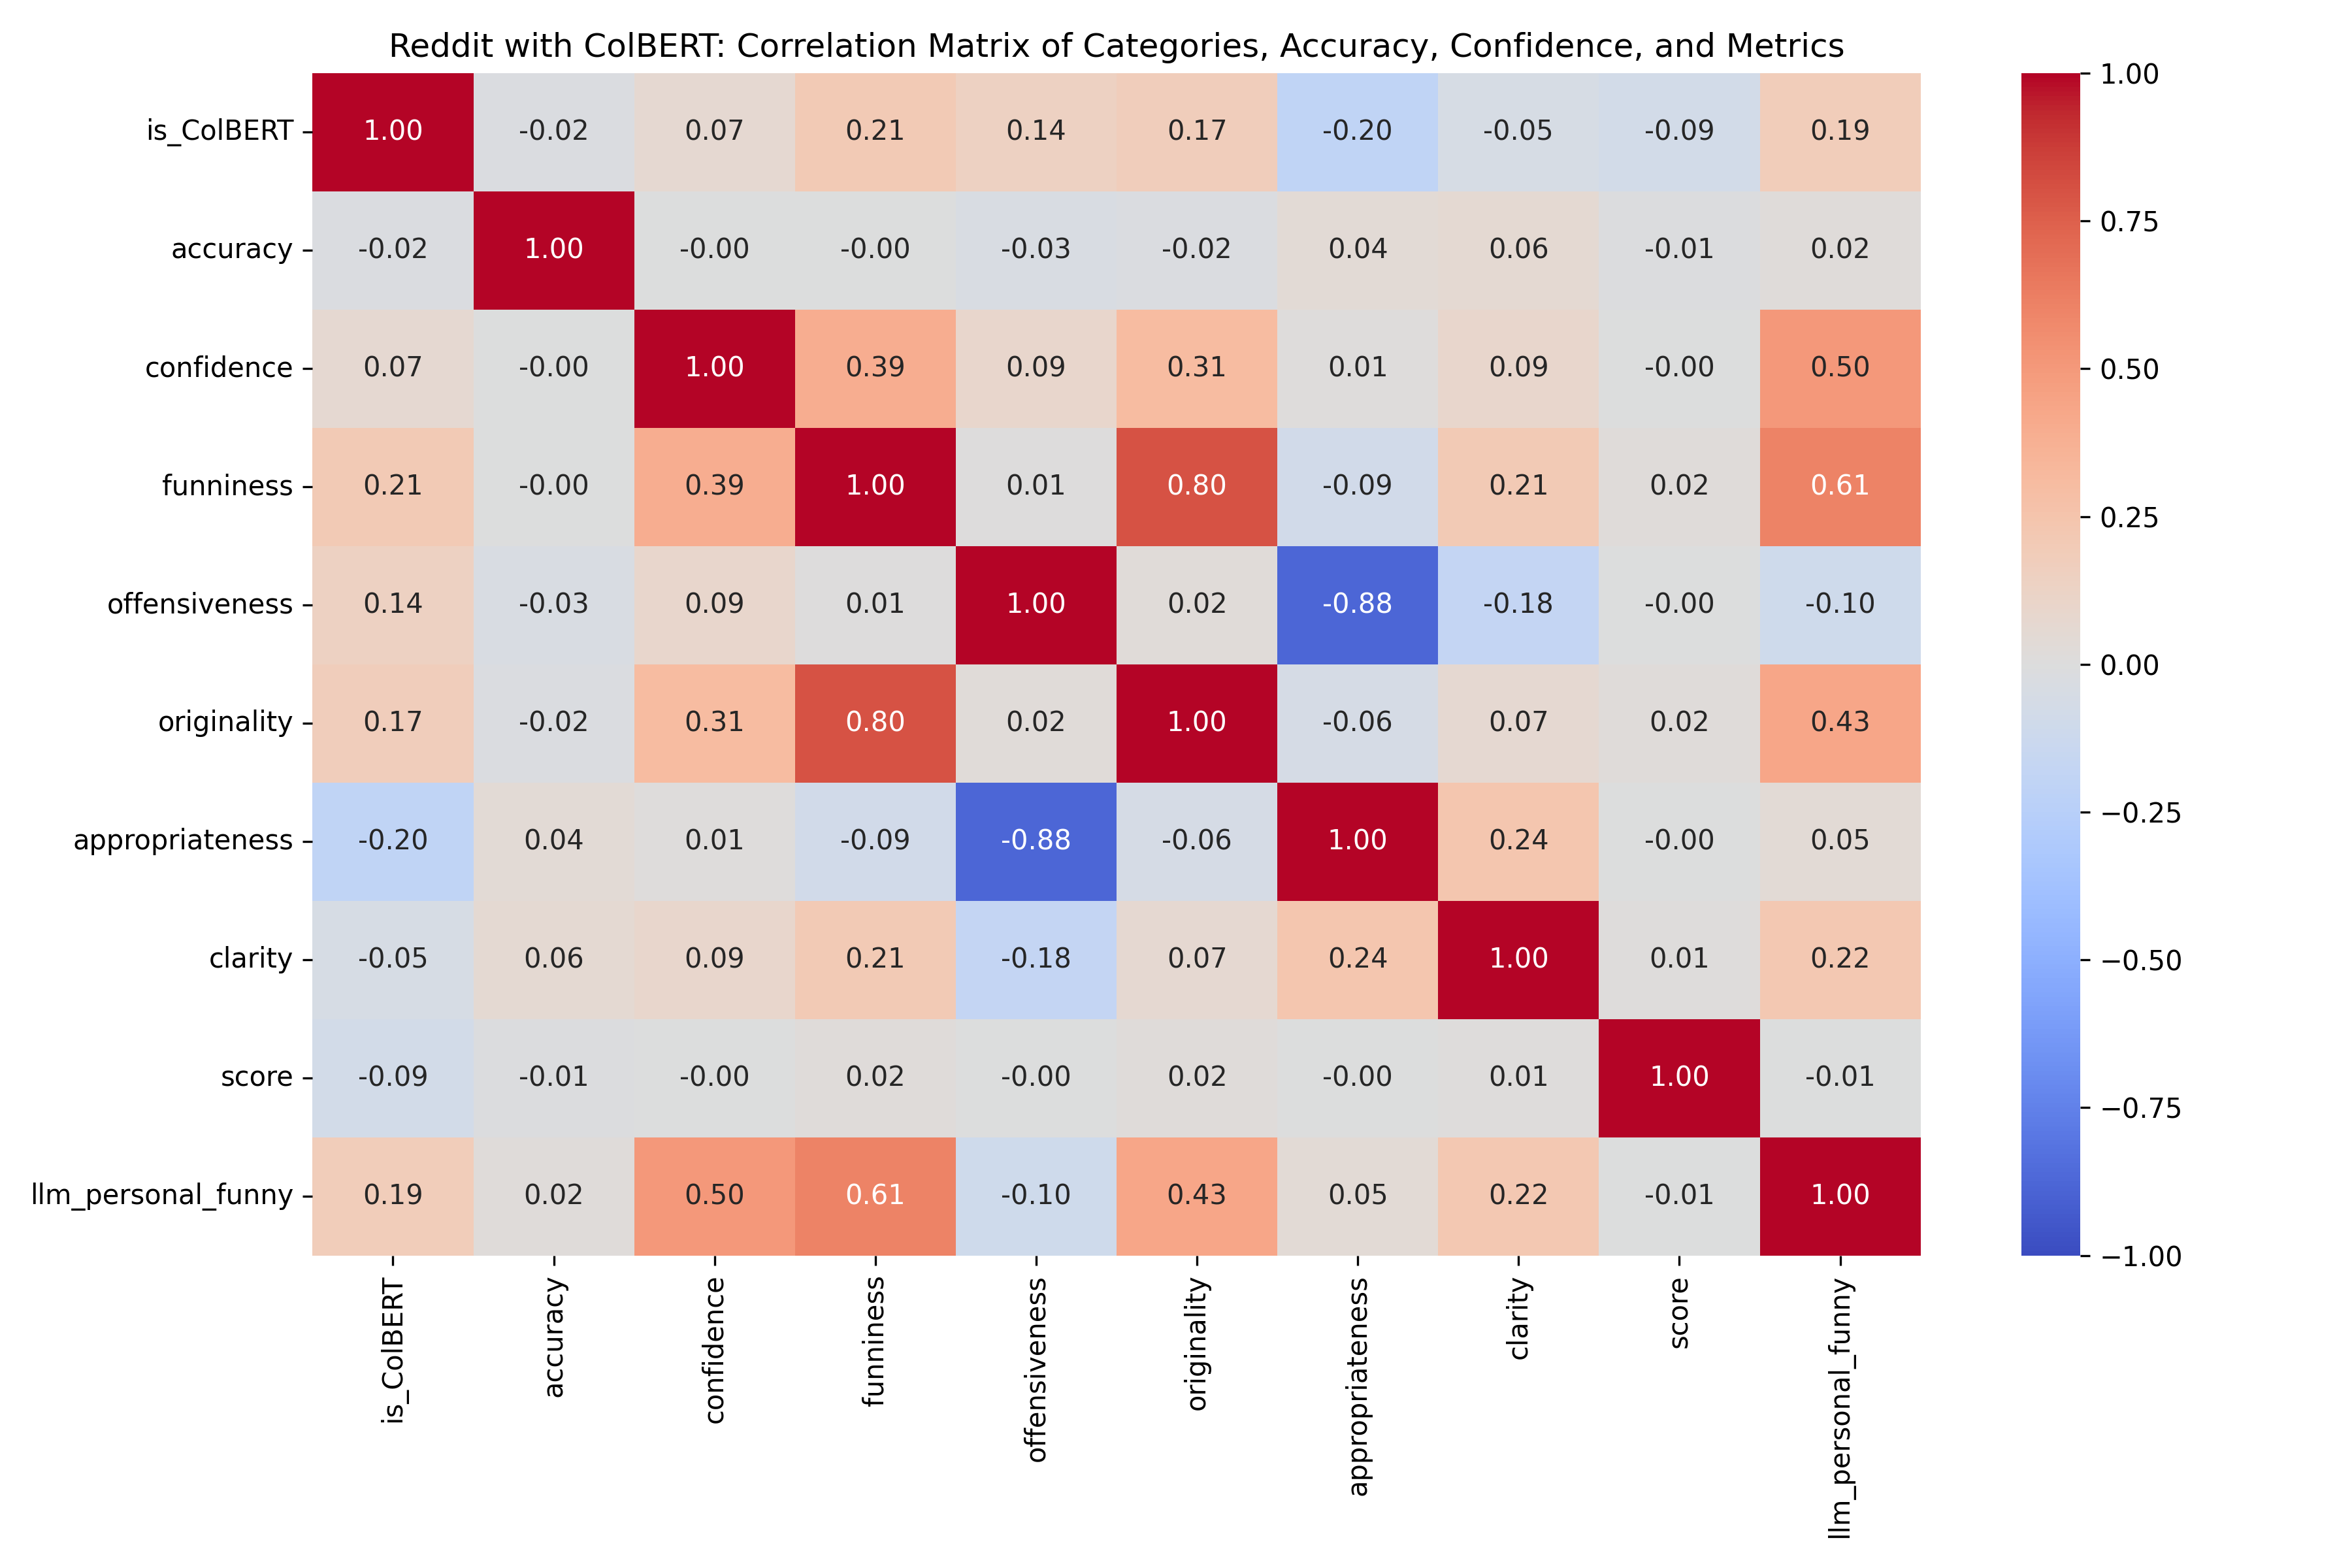 Reddit with ColBERT: Correlation Matrix of Categories, Accuracy, Confidence, and Metrics
is_ColBERT 1.00 -0.02 0.07 0.21 0.14 0.17 -0.20 -0.05 -0.09 0.19
accuracy -0.02 1.00 -0.00 -0.00 -0.03 -0.02 0.04 0.06 -0.01 0.02
confidence 0.07 -0.00 1.00 0.39 0.09 0.31 0.01 0.09 -0.00 0.50
funniness 0.21 -0.00 0.39 1.00 0.01 0.80 -0.09 0.21 0.02 0.61
offensiveness 0.14 -0.03 0.09 0.01 1.00 0.02 -0.88 -0.18 -0.00 -0.10
originality 0.17 -0.02 0.31 0.80 0.02 1.00 -0.06 0.07 0.02 0.43
appropriateness -0.20 0.04 0.01 -0.09 -0.88 -0.06 1.00 0.24 -0.00 0.05
clarity -0.05 0.06 0.09 0.21 -0.18 0.07 0.24 1.00 0.01 0.22
score -0.09 -0.01 -0.00 0.02 -0.00 0.02 -0.00 0.01 1.00 -0.01
llm_personal_funny 0.19 0.02 0.50 0.61 -0.10 0.43 0.05 0.22 -0.01 1.00
is_ColBERT accuracy confidence funniness offensiveness originality appropriateness clarity score llm_personal_funny
1.00
0.75
0.50
0.25
0.00
−0.25
−0.50
−0.75
−1.00